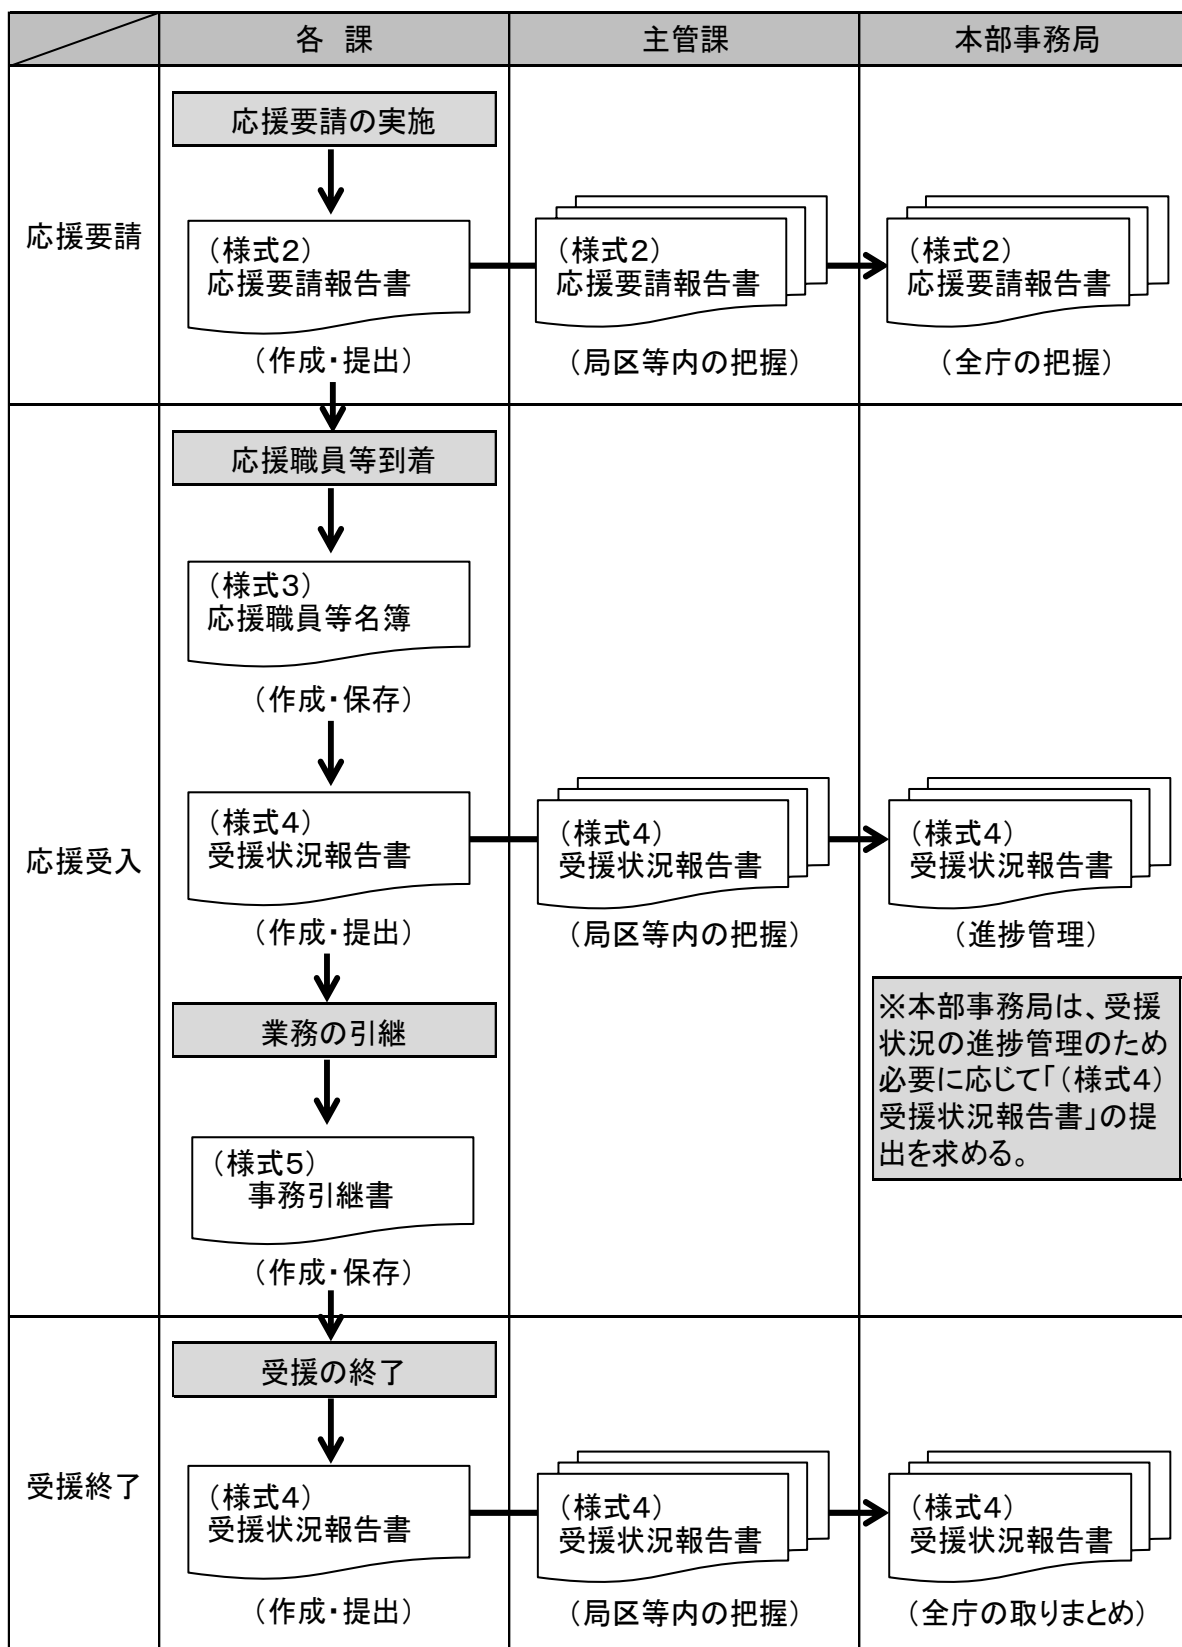 各　課
主管課
本部事務局
応援要請
応援要請の実施
（様式２）
応援要請報告書
（作成・提出）
（様式２）
応援要請報告書
（局区等内の把握）
（様式２）
応援要請報告書
（全庁の把握）
応援受入
応援職員等到着
（様式３）
応援職員等名簿
（作成・保存）
（様式４）
受援状況報告書
（作成・提出）
（様式４）
受援状況報告書
（局区等内の把握）
（様式４）
受援状況報告書
（進捗管理）
※本部事務局は、受援
状況の進捗管理のため
必要に応じて「（様式４）
受援状況報告書」の提
出を求める。
業務の引継
（様式５）
事務引継書
（作成・保存）
受援終了
受援の終了
（様式４）
受援状況報告書
（作成・提出）
（様式４）
受援状況報告書
（局区等内の把握）
（様式４）
受援状況報告書
（全庁の取りまとめ）